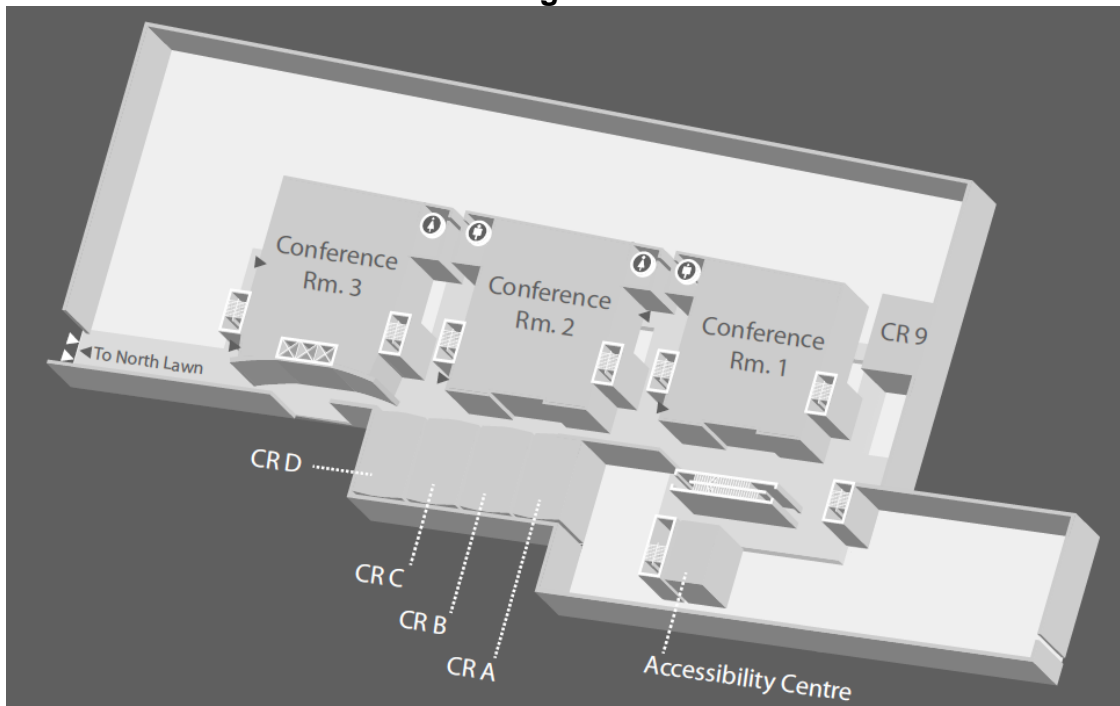 Conference
Rm. 3
Conference
Rm. 2
Conference
Rm. 1
CR 9
To North Lawn
CR D
CR C
CR B
CR A
Accessibility Centre